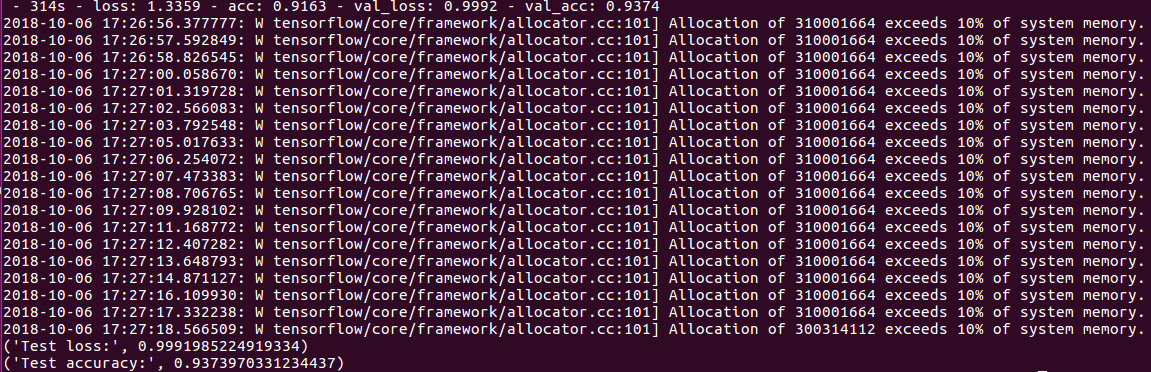 - 314s - loss: 1.3359 - acc: 0.9163 - val_loss: 0.9992 - val_acc: 0.9374
2018-10-06 17:26:56.377777: W tensorflow/core/framework/allocator.cc:101] Allocation of 310001664 exceeds 10% of system memory.
2018-10-06 17:26:57.592849: W tensorflow/core/framework/allocator.cc:101] Allocation of 310001664 exceeds 10% of system memory.
2018-10-06 17:26:58.826545: W tensorflow/core/framework/allocator.cc:101] Allocation of 310001664 exceeds 10% of system memory.
2018-10-06 17:27:00.058670: W tensorflow/core/framework/allocator.cc:101] Allocation of 310001664 exceeds 10% of system memory.
2018-10-06 17:27:01.319728: W tensorflow/core/framework/allocator.cc:101] Allocation of 310001664 exceeds 10% of system memory.
2018-10-06 17:27:02.566083: W tensorflow/core/framework/allocator.cc:101] Allocation of 310001664 exceeds 10% of system memory.
2018-10-06 17:27:03.792548: W tensorflow/core/framework/allocator.cc:101] Allocation of 310001664 exceeds 10% of system memory.
2018-10-06 17:27:05.017633: W tensorflow/core/framework/allocator.cc:101] Allocation of 310001664 exceeds 10% of system memory.
2018-10-06 17:27:06.254072: W tensorflow/core/framework/allocator.cc:101] Allocation of 310001664 exceeds 10% of system memory.
2018-10-06 17:27:07.473383: W tensorflow/core/framework/allocator.cc:101] Allocation of 310001664 exceeds 10% of system memory.
2018-10-06 17:27:08.706765: W tensorflow/core/framework/allocator.cc:101] Allocation of 310001664 exceeds 10% of system memory.
2018-10-06 17:27:09.928102: W tensorflow/core/framework/allocator.cc:101] Allocation of 310001664 exceeds 10% of system memory.
2018-10-06 17:27:11.168772: W tensorflow/core/framework/allocator.cc:101] Allocation of 310001664 exceeds 10% of system memory.
2018-10-06 17:27:12.407282: W tensorflow/core/framework/allocator.cc:101] Allocation of 310001664 exceeds 10% of system memory.
2018-10-06 17:27:13.648793: W tensorflow/core/framework/allocator.cc:101] Allocation of 310001664 exceeds 10% of system memory.
2018-10-06 17:27:14.871127: W tensorflow/core/framework/allocator.cc:101] Allocation of 310001664 exceeds 10% of system memory.
2018-10-06 17:27:16.109930: W tensorflow/core/framework/allocator.cc:101] Allocation of 310001664 exceeds 10% of system memory.
2018-10-06 17:27:17.332238: W tensorflow/core/framework/allocator.cc:101] Allocation of 310001664 exceeds 10% of system memory.
2018-10-06 17:27:18.566509: W tensorflow/core/framework/allocator.cc:101] Allocation of 300314112 exceeds 10% of system memory.
('Test loss:', 0.9991985224919334)
('Test accuracy:', 0.9373970331234437)